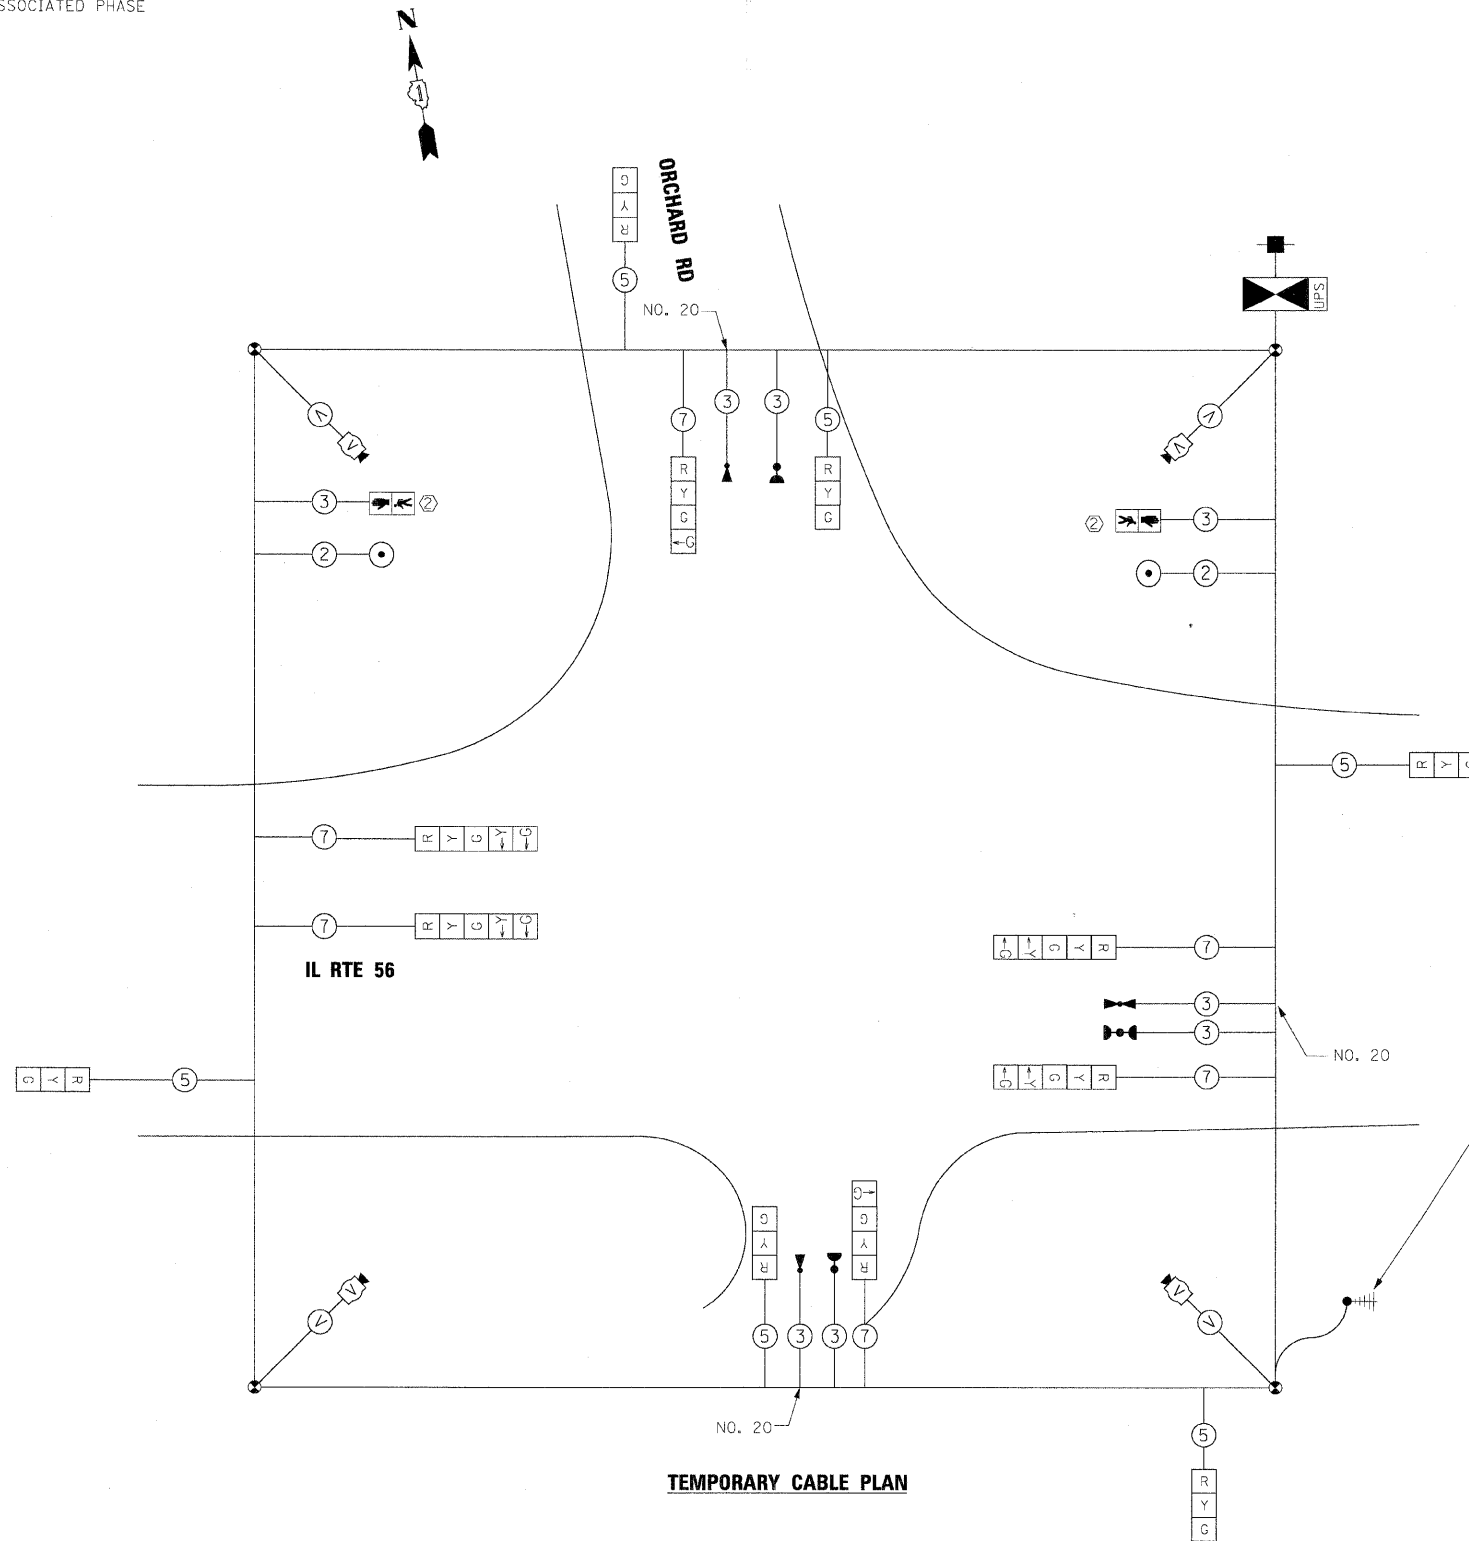 SSOCIATED PHASE
N
1
G
Y
R
ORCHARD RD
5
NO. 20
UPS
V
V
7
3
3
5
V
V
R
Y
G
←G
R
Y
G
3
2
2
3
2
2
5
R Y G
7
R Y G ←Y ←G
7
R Y G ←Y ←G
IL RTE 56
←G ←Y G Y R
7
3
3
NO. 20
←G ←Y G Y R
7
G Y R
5
G
Y
R
←G
G
Y
R
V
V
V
V
5
3
3
7
NO. 20
5
R
Y
G
TEMPORARY CABLE PLAN